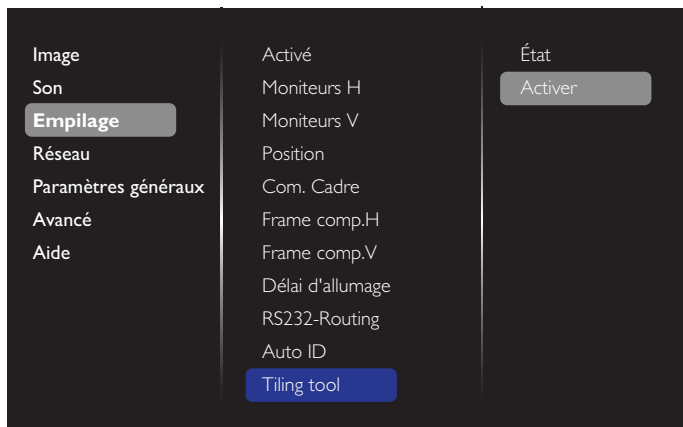 Image
Son
Empilage
Réseau
Paramètres généraux
Avancé
Aide
Activé
Moniteurs H
Moniteurs V
Position
Com. Cadre
Frame comp.H
Frame comp.V
Délai d'allumage
RS232-Routing
Auto ID
Tiling tool
État
Activer